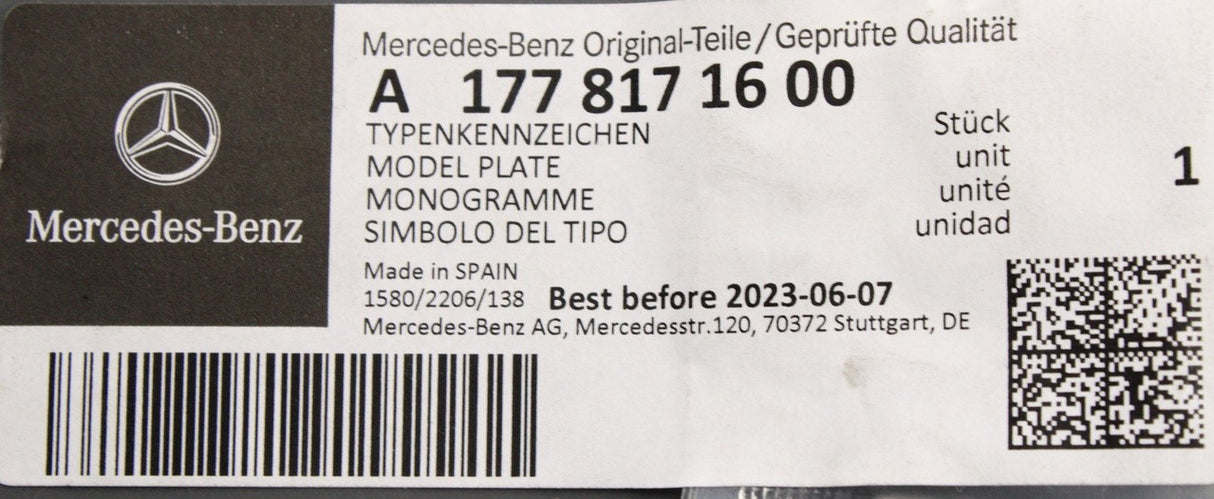 Mercedes-Benz
Mercedes-Benz Original-Teile/Geprüfte Qualität
A 177 817 16 00
TYPENKENNZEICHEN
MODEL PLATE
MONOGRAMME
SIMBOLO DEL TIPO
Stück
unit
unité
unidad
1
Made in SPAIN
1580/2206/138 Best before 2023-06-07
Mercedes-Benz AG, Mercedesstr.120, 70372 Stuttgart, DE